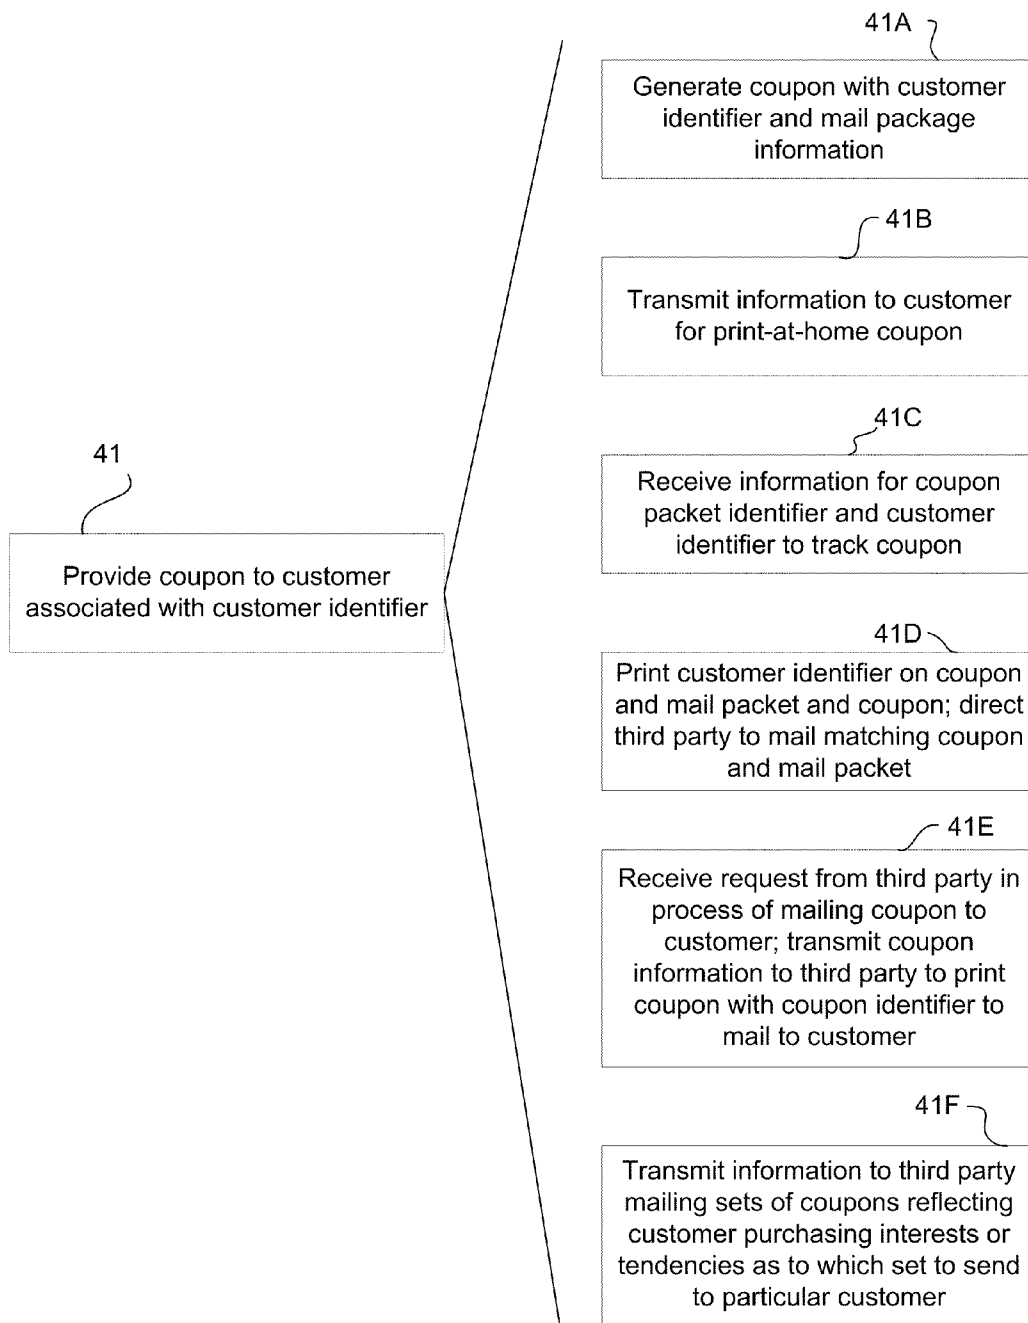 41A
Generate coupon with customer
identifier and mail package
information
41B
Transmit information to customer
for print-at-home coupon
41C
Receive information for coupon
packet identifier and customer
identifier to track coupon
41
Provide coupon to customer
associated with customer identifier
41D
Print customer identifier on coupon
and mail packet and coupon; direct
third party to mail matching coupon
and mail packet
41E
Receive request from third party in
process of mailing coupon to
customer; transmit coupon
information to third party to print
coupon with coupon identifier to
mail to customer
41F
Transmit information to third party
mailing sets of coupons reflecting
customer purchasing interests or
tendencies as to which set to send
to particular customer